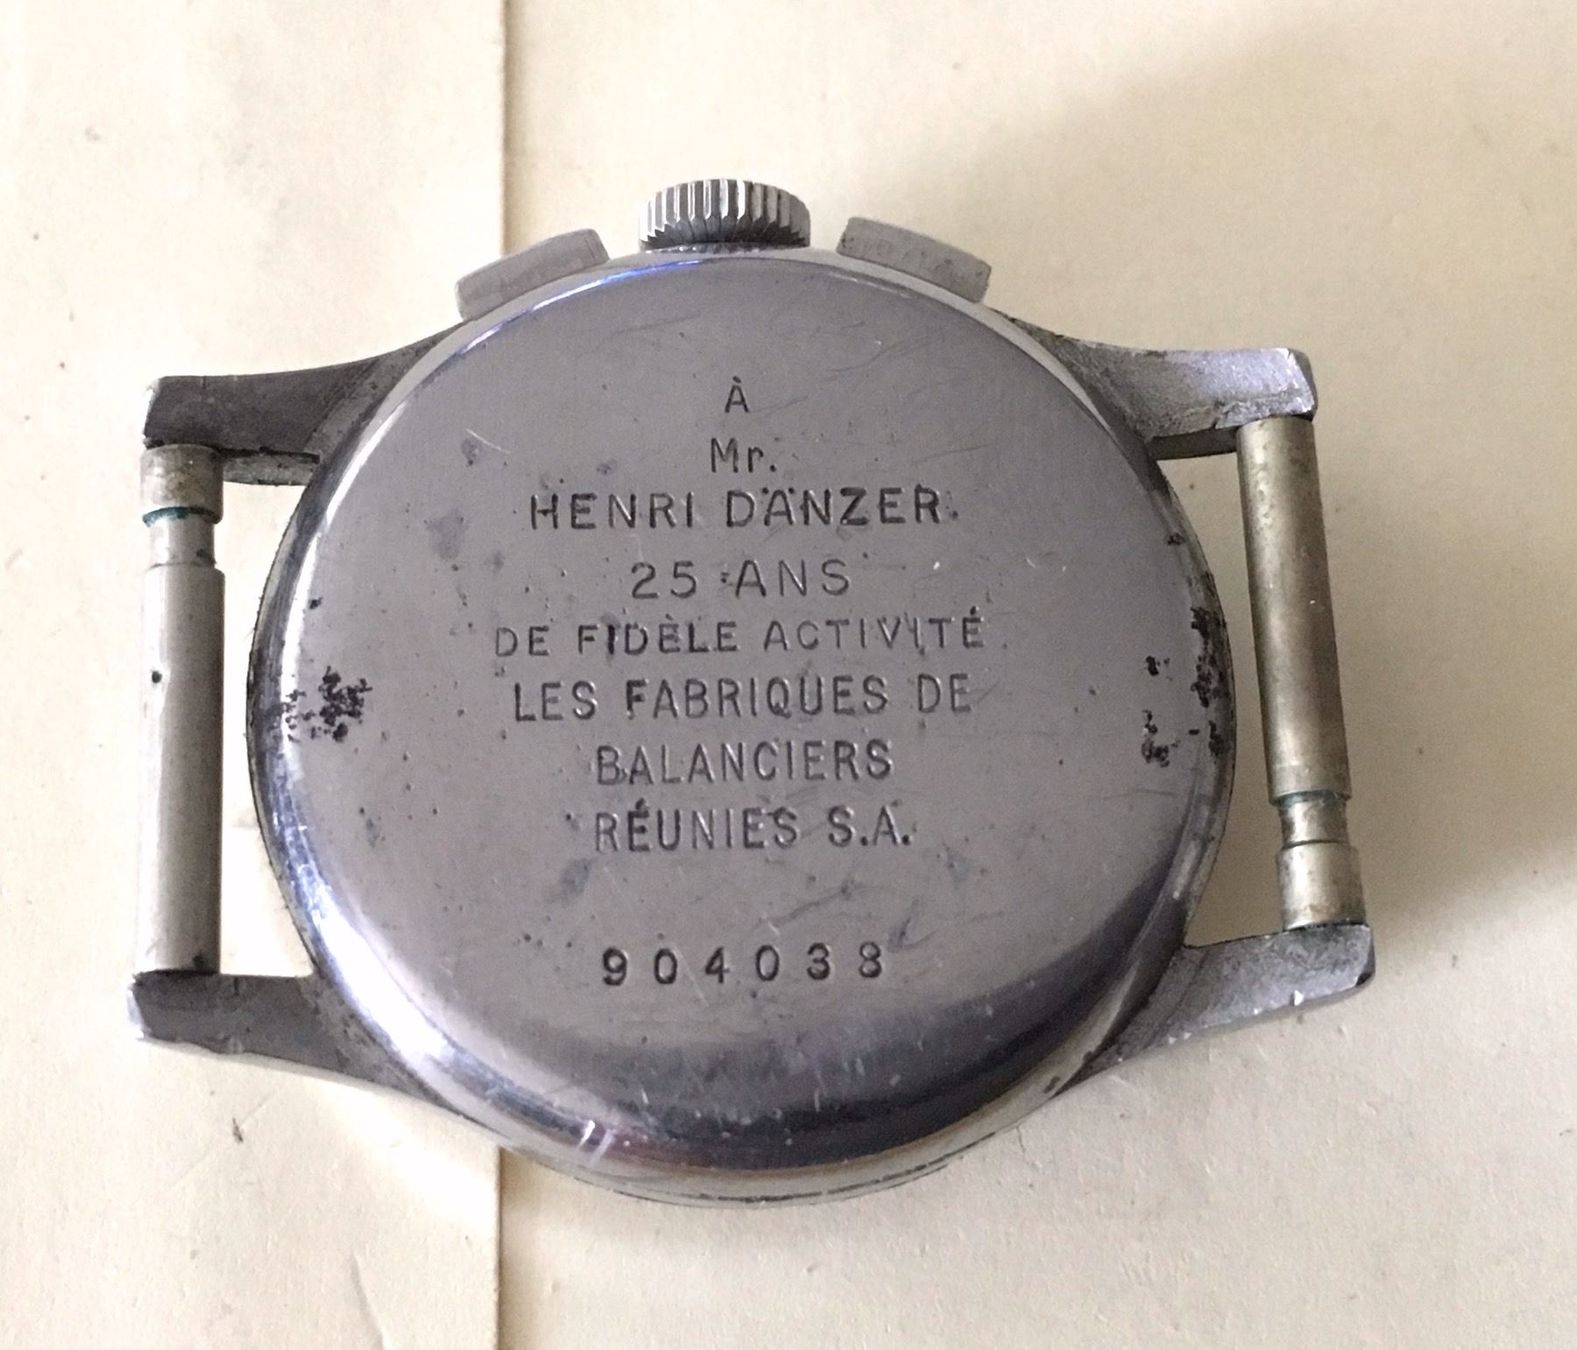 À
Mr.
HENRI DÄNZER
25 ANS
DE FIDÈLE ACTIVITÉ
LES FABRIQUES DE
BALANCIERS
RÉUNIES S.A.
904038